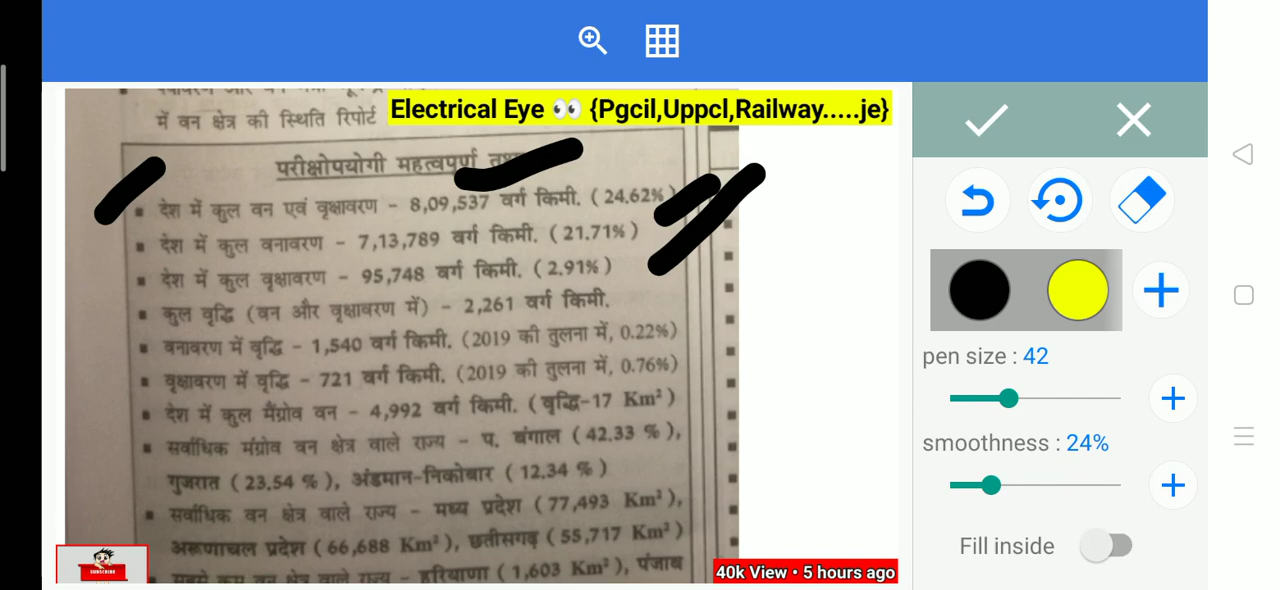 में वन क्षेत्र की स्थिति रिपोर्ट
Electrical Eye 👀 {Pgcil,Uppcl,Railway.....je}
परीक्षोपयोगी महत्वपूर्ण
▪ देश में कुल वन एवं वृक्षावरण – 8,09,537 वर्ग किमी. (24.62%)
▪ देश में कुल वनावरण – 7,13,789 वर्ग किमी. (21.71%)
▪ देश में कुल वृक्षावरण – 95,748 वर्ग किमी. (2.91%)
▪ कुल वृद्धि (वन और वृक्षावरण में) – 2,261 वर्ग किमी.
▪ वनावरण में वृद्धि – 1,540 वर्ग किमी. (2019 की तुलना में, 0.22%)
▪ वृक्षावरण में वृद्धि – 721 वर्ग किमी. (2019 की तुलना में, 0.76%)
▪ देश में कुल मैंग्रोव वन – 4,992 वर्ग किमी. (वृद्धि-17 Km²)
▪ सर्वाधिक मंग्रोव वन क्षेत्र वाले राज्य – प. बंगाल (42.33 %),
गुजरात (23.54 %), अंडमान-निकोबार (12.34 %)
▪ सर्वाधिक वन क्षेत्र वाले राज्य – मध्य प्रदेश (77,493 Km²),
अरूणाचल प्रदेश (66,688 Km²), छतीसगढ़ (55,717 Km²)
▪ सबसे कम वन क्षेत्र वाले राज्य – हरियाणा (1,603 Km²), पंजाब
SUBSCRIBE
40k View • 5 hours ago
pen size : 42
smoothness : 24%
Fill inside